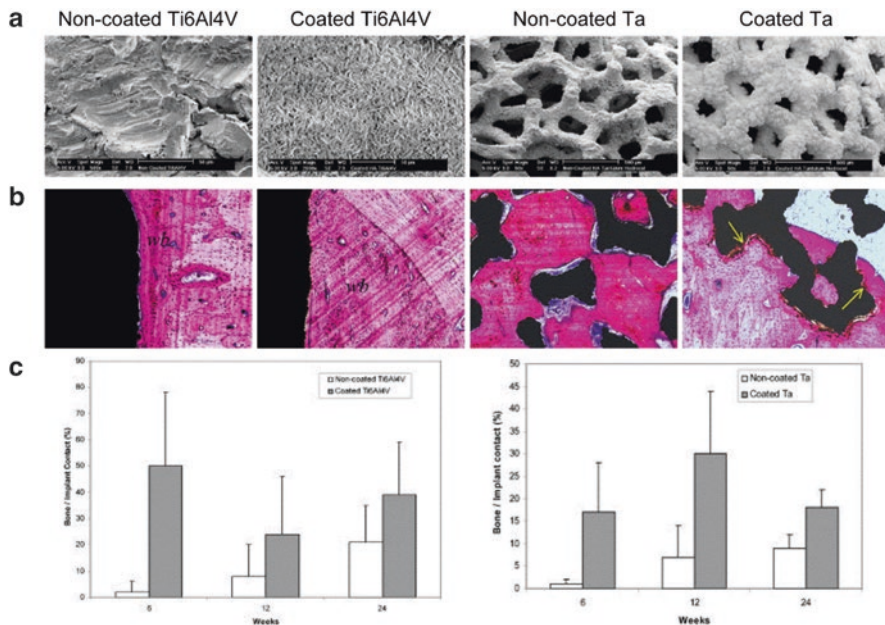 a
Non-coated Ti6Al4V
Coated Ti6Al4V
Non-coated Ta
Coated Ta
b
wb
wb
c
90
80
70
60
50
40
30
20
10
0
Bone / Implant Contact (%)
Non-coated Ti6Al4V
Coated Ti6Al4V
6
12
24
Weeks
50
45
40
35
30
25
20
15
10
5
0
Bone / Implant Contact (%)
Non-coated Ta
Coated Ta
6
12
24
Weeks